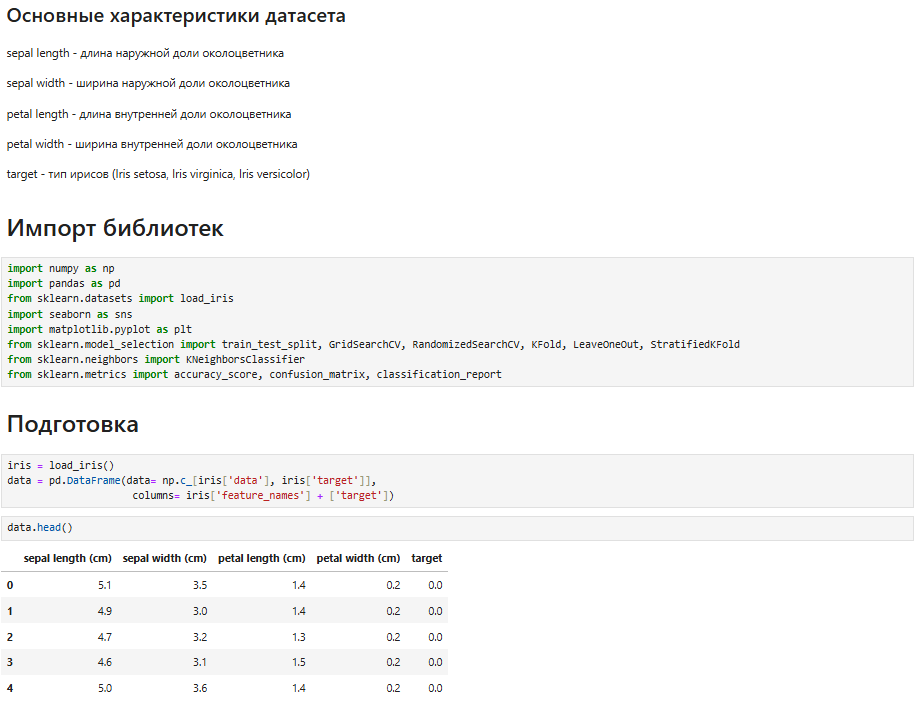 Основные характеристики датасета
sepal length - длина наружной доли околоцветника
sepal width - ширина наружной доли околоцветника
petal length - длина внутренней доли околоцветника
petal width - ширина внутренней доли околоцветника
target - тип ирисов (Iris setosa, Iris virginica, Iris versicolor)
Импорт библиотек
import numpy as np
import pandas as pd
from sklearn.datasets import load_iris
import seaborn as sns
import matplotlib.pyplot as plt
from sklearn.model_selection import train_test_split, GridSearchCV, RandomizedSearchCV, KFold, LeaveOneOut, StratifiedKFold
from sklearn.neighbors import KNeighborsClassifier
from sklearn.metrics import accuracy_score, confusion_matrix, classification_report
Подготовка
iris = load_iris()
data = pd.DataFrame(data= np.c_[iris['data'], iris['target']],
columns= iris['feature_names'] + ['target'])
data.head()
sepal length (cm) sepal width (cm) petal length (cm) petal width (cm) target
0 5.1 3.5 1.4 0.2 0.0
1 4.9 3.0 1.4 0.2 0.0
2 4.7 3.2 1.3 0.2 0.0
3 4.6 3.1 1.5 0.2 0.0
4 5.0 3.6 1.4 0.2 0.0